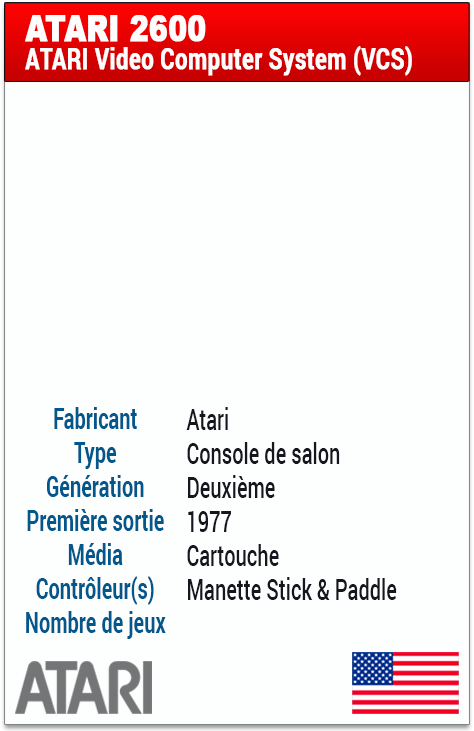 ATARI 2600
ATARI Video Computer System (VCS)
Fabricant Atari
Type Console de salon
Génération Deuxième
Première sortie 1977
Média Cartouche
Contrôleur(s) Manette Stick & Paddle
Nombre de jeux
ATARI